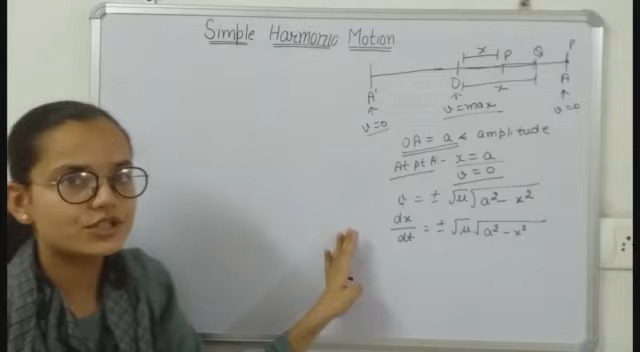 Simple Harmonic Motion
x P Q P
A' O x A
v=0 v=max v=0
OA = a ← amplitude
At pt A - x = a
v = 0
v = ± √μ √a² - x²
dx/dt = ± √μ √a² - x²